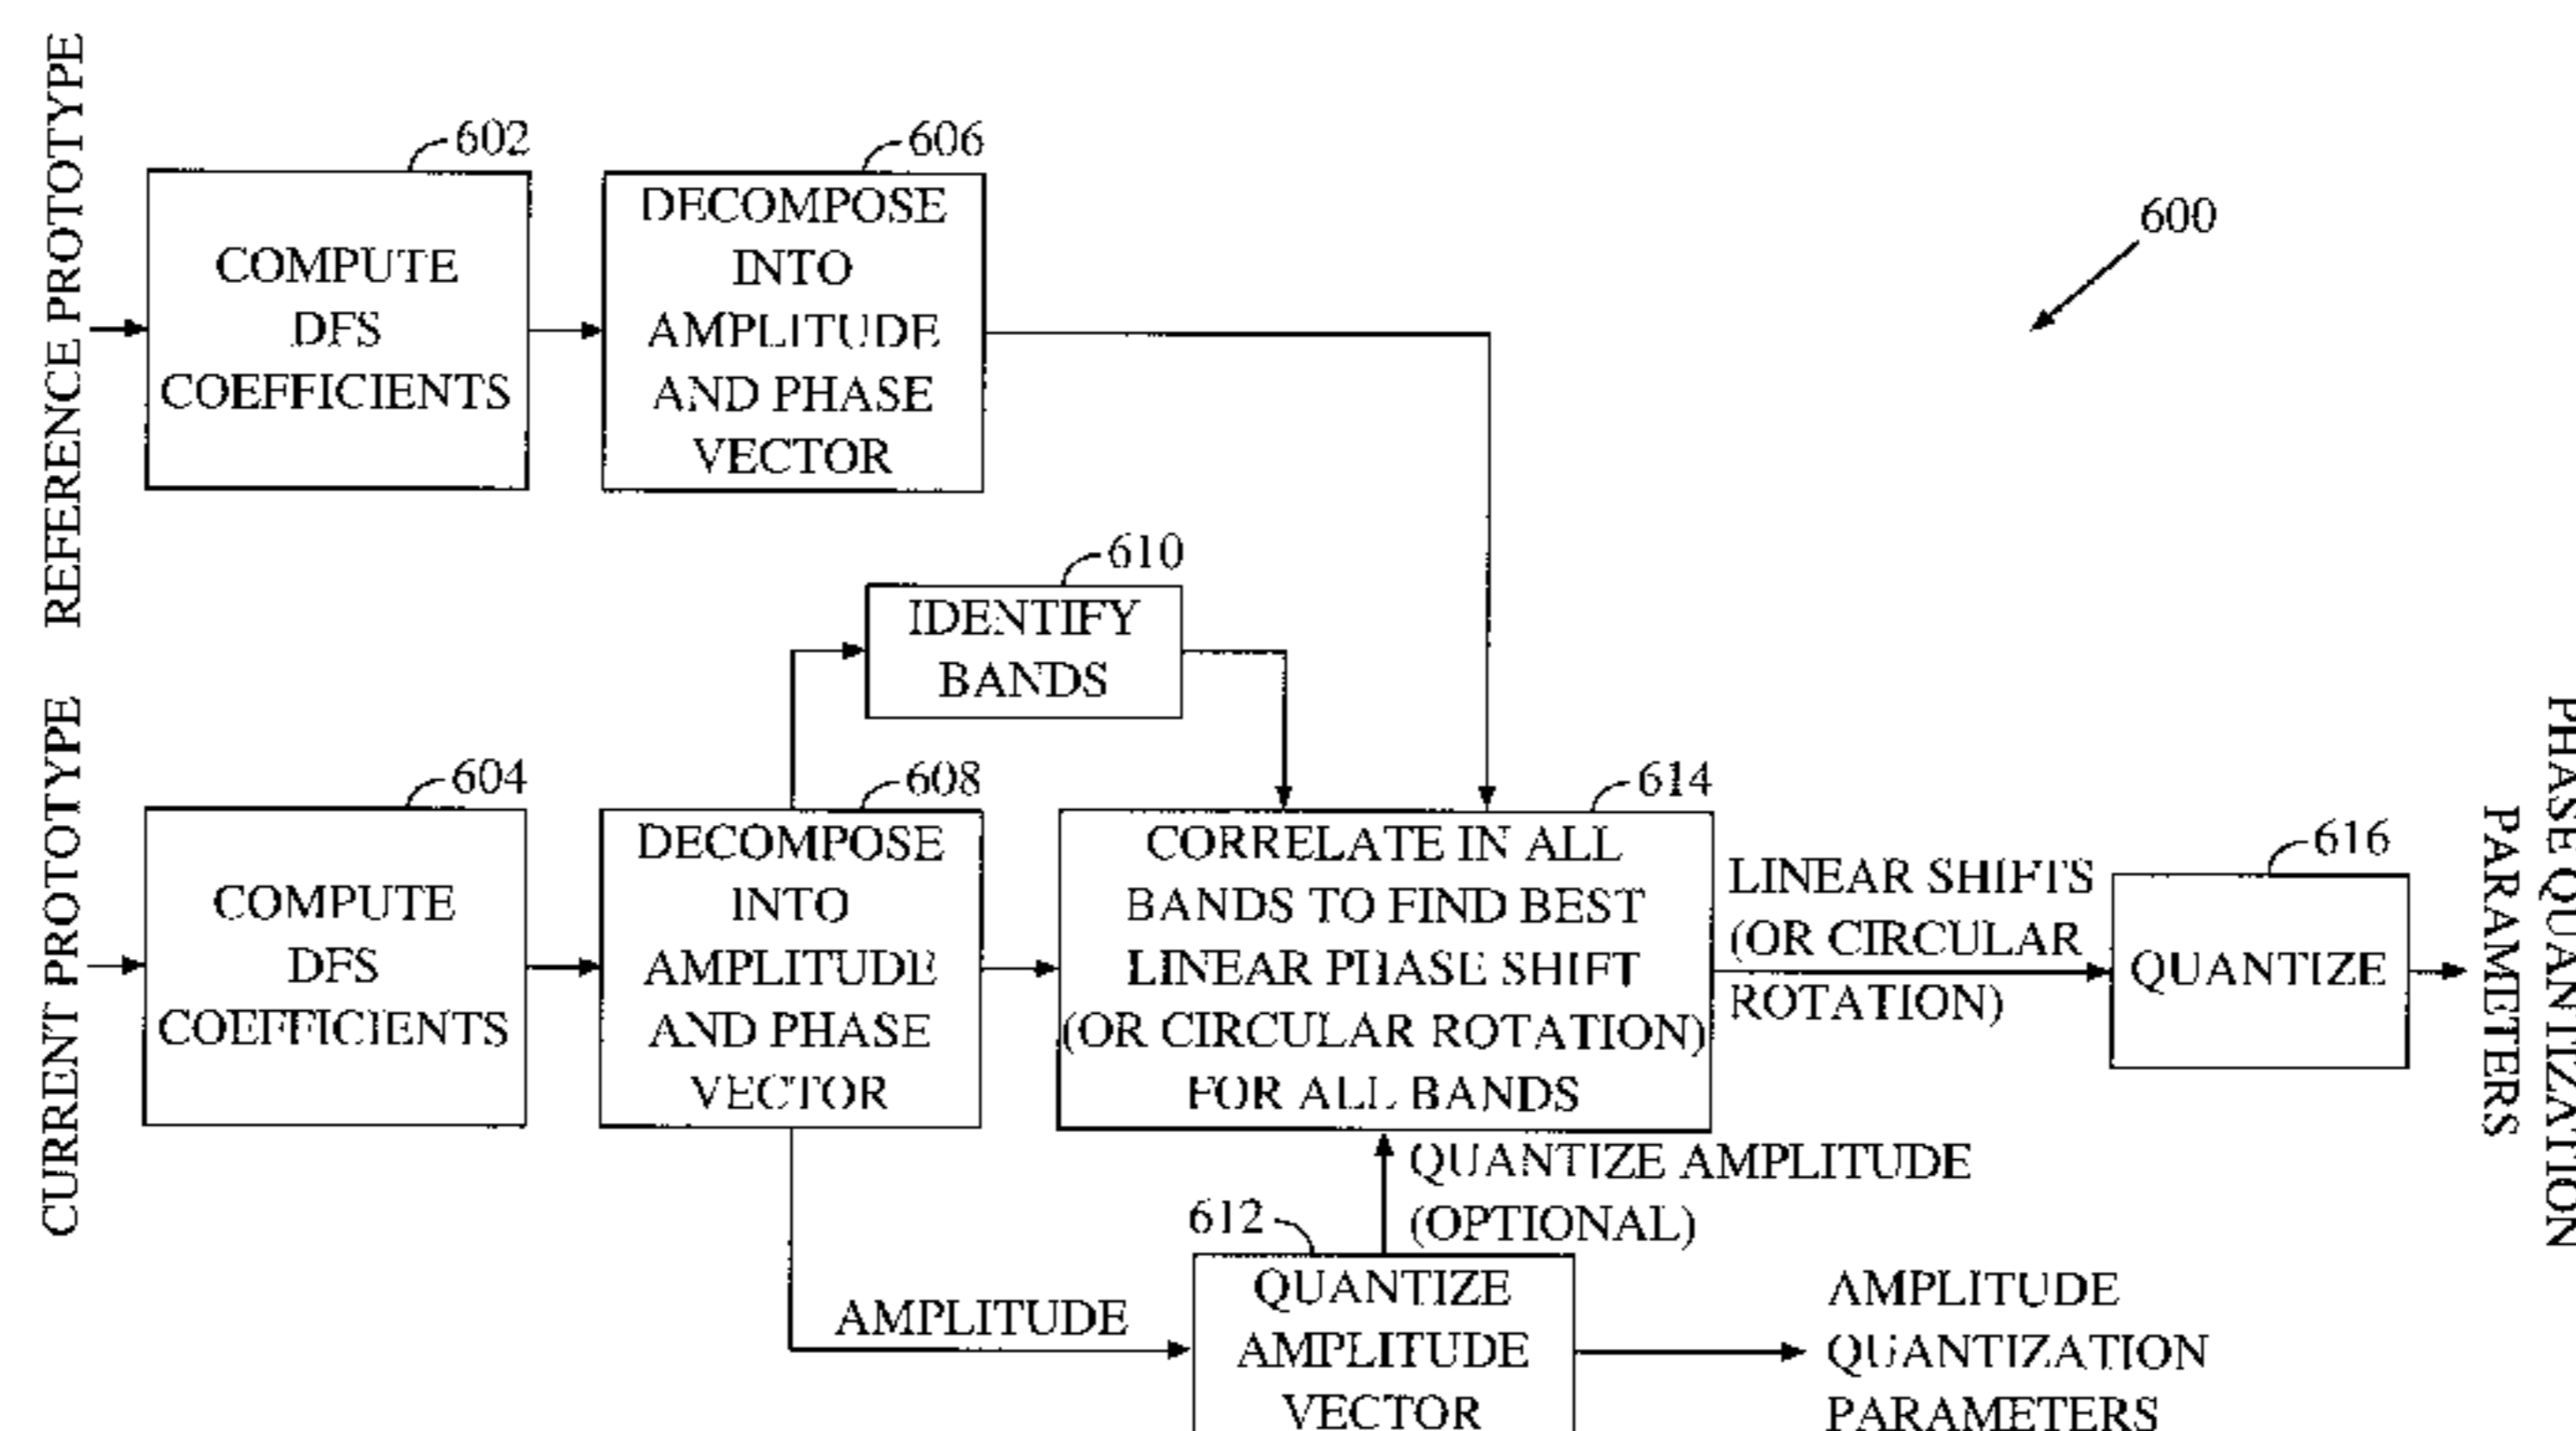 REFERENCE PROTOTYPE
602
COMPUTE
DFS
COEFFICIENTS
606
DECOMPOSE
INTO
AMPLITUDE
AND PHASE
VECTOR
600
610
IDENTIFY
BANDS
CURRENT PROTOTYPE
604
COMPUTE
DFS
COEFFICIENTS
608
DECOMPOSE
INTO
AMPLITUDE
AND PHASE
VECTOR
614
CORRELATE IN ALL
BANDS TO FIND BEST
LINEAR PHASE SHIFT
(OR CIRCULAR ROTATION)
FOR ALL BANDS
LINEAR SHIFTS
(OR CIRCULAR
ROTATION)
616
QUANTIZE
PHASE QUANTIZATION
PARAMETERS
QUANTIZE AMPLITUDE
(OPTIONAL)
612
AMPLITUDE
QUANTIZE
AMPLITUDE
VECTOR
AMPLITUDE
QUANTIZATION
PARAMETERS